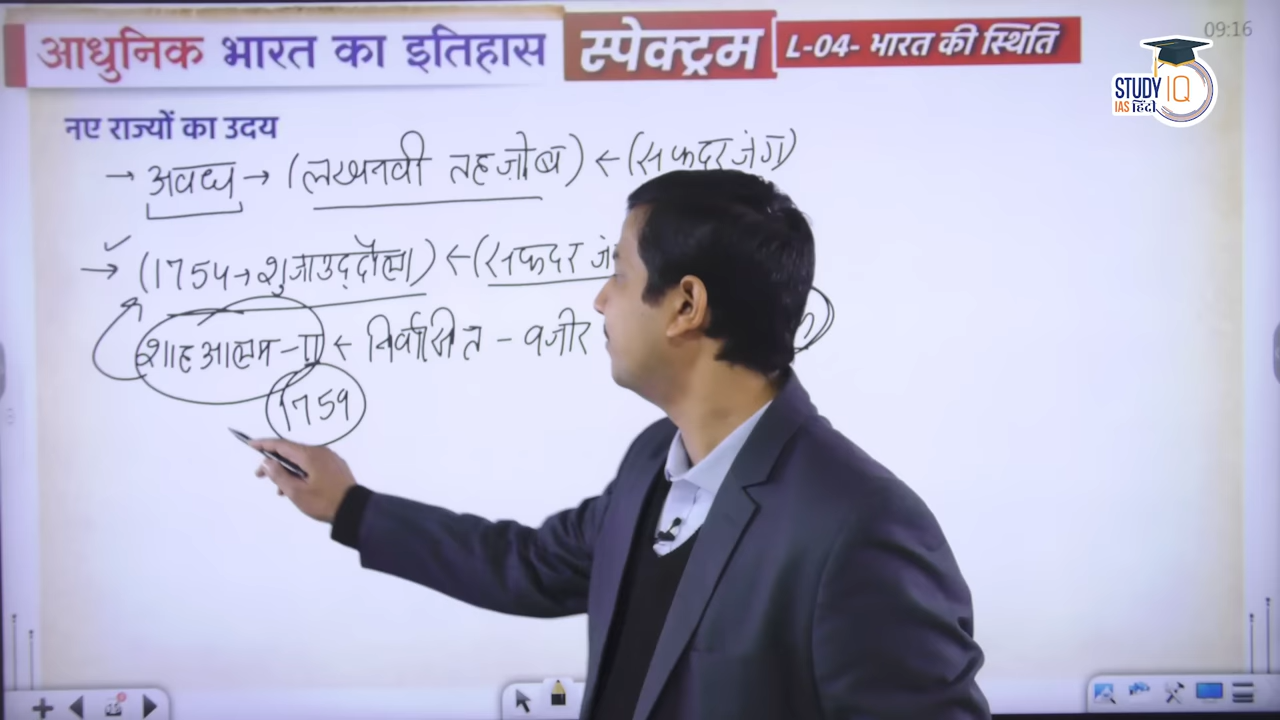 आधुनिक भारत का इतिहास स्पेक्ट्रम L-04- भारत की स्थिति
09:16
STUDY IQ
IAS हिंदी
नए राज्यों का उदय
→ अवध → (लखनवी तहजीब) ← (सफदरजंग)
→ (1754→ शुजाउद्दौला) ← (सफदर
शाह आलम - II ← निर्वासित - वजीर
1759